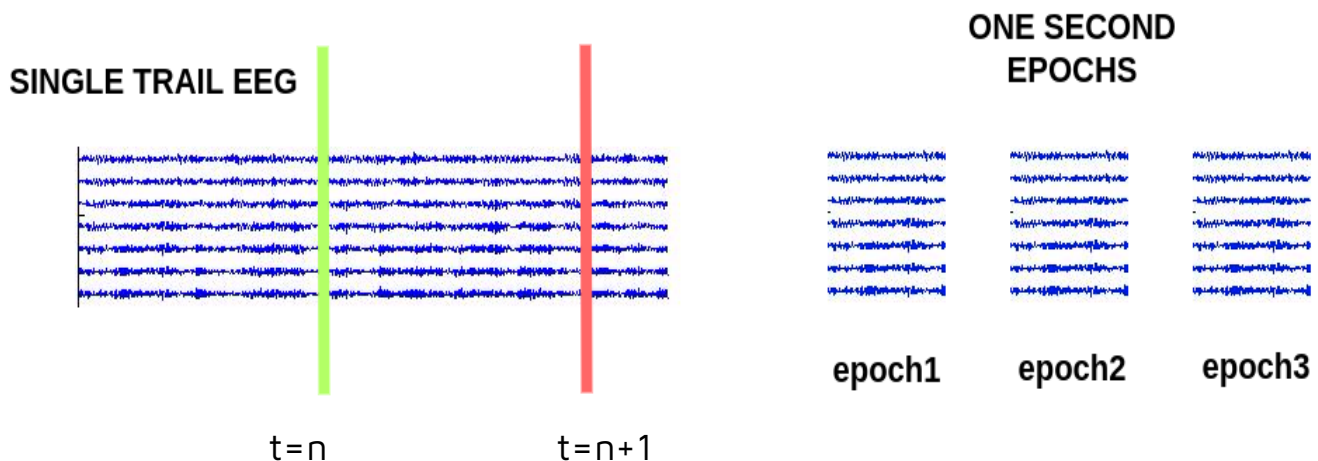 SINGLE TRAIL EEG
t=n
t=n+1
ONE SECOND
EPOCHS
epoch1
epoch2
epoch3